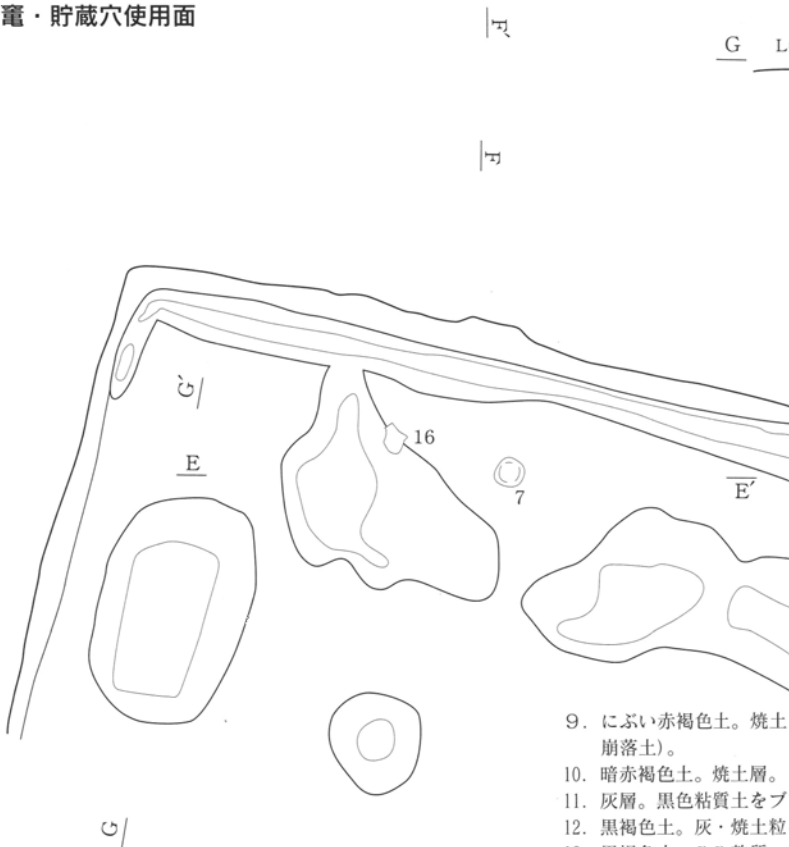 竃・貯蔵穴使用面
F′
G L
F
G′
16
E
7
E′
9. にぶい赤褐色土。焼土
崩落土)。
10. 暗赤褐色土。焼土層。
11. 灰層。黒色粘質土をブ
12. 黒褐色土。灰・焼土粒
G